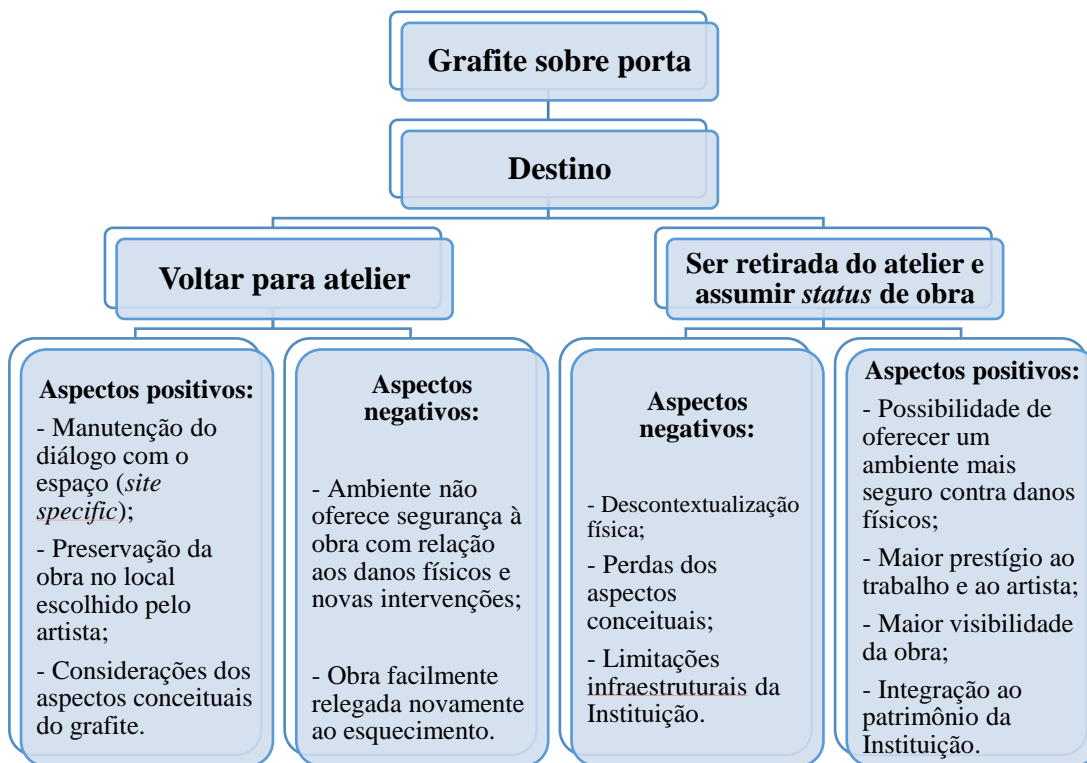 Grafite sobre porta
Destino
Voltar para atelier
Ser retirada do atelier e
assumir status de obra
Aspectos positivos:
- Manutenção do
diálogo com o
espaço (site
specific);
- Preservação da
obra no local
escolhido pelo
artista;
- Considerações dos
aspectos conceituais
do grafite.
Aspectos
negativos:
- Ambiente não
oferece segurança à
obra com relação
aos danos físicos e
novas intervenções;
- Obra facilmente
relegada novamente
ao esquecimento.
Aspectos
negativos:
- Descontextualização
física;
- Perdas dos
aspectos
conceituais;
- Limitações
infraestruturais da
Instituição.
Aspectos positivos:
- Possibilidade de
oferecer um
ambiente mais
seguro contra danos
físicos;
- Maior prestígio ao
trabalho e ao artista;
- Maior visibilidade
da obra;
- Integração ao
patrimônio da
Instituição.